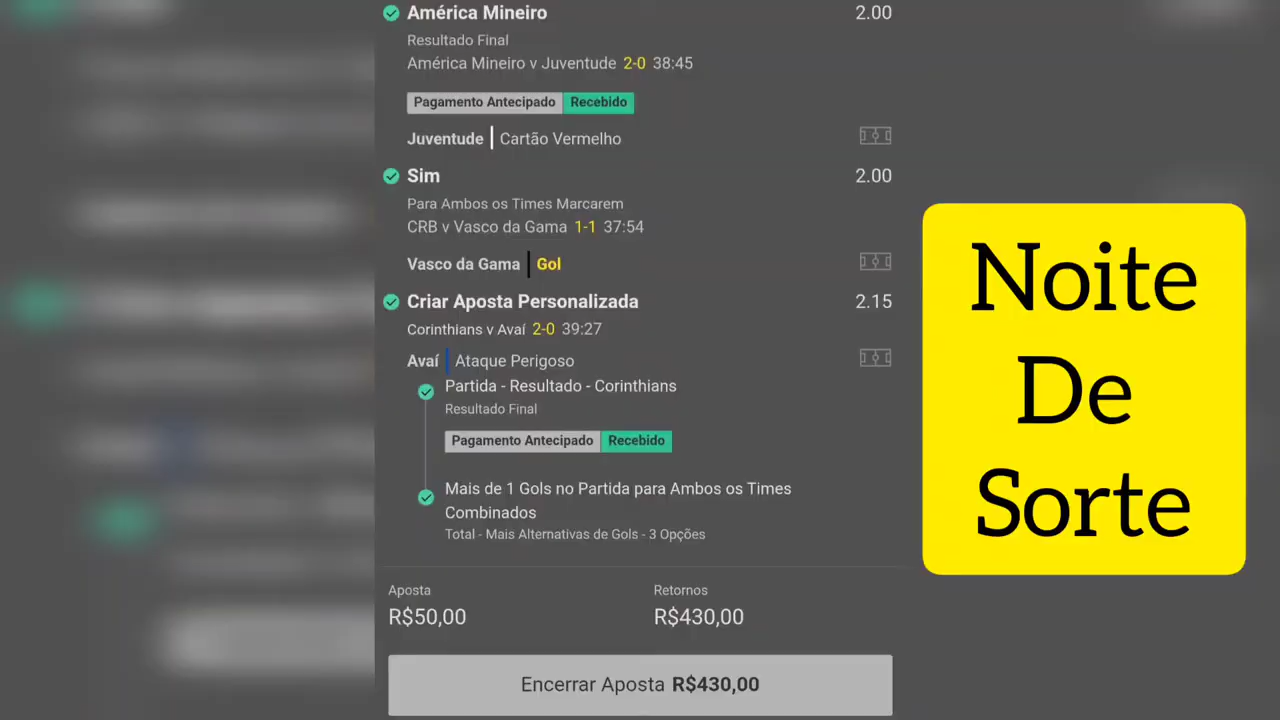 América Mineiro 2.00
Resultado Final
América Mineiro v Juventude 2-0 38:45
Pagamento Antecipado Recebido
Juventude Cartão Vermelho
Sim 2.00
Para Ambos os Times Marcarem
CRB v Vasco da Gama 1-1 37:54
Vasco da Gama Gol
Criar Aposta Personalizada 2.15
Corinthians v Avaí 2-0 39:27
Avaí Ataque Perigoso
Partida - Resultado - Corinthians
Resultado Final
Pagamento Antecipado Recebido
Mais de 1 Gols no Partida para Ambos os Times
Combinados
Total - Mais Alternativas de Gols - 3 Opções
Aposta Retornos
R$50,00 R$430,00
Encerrar Aposta R$430,00
Noite
De
Sorte